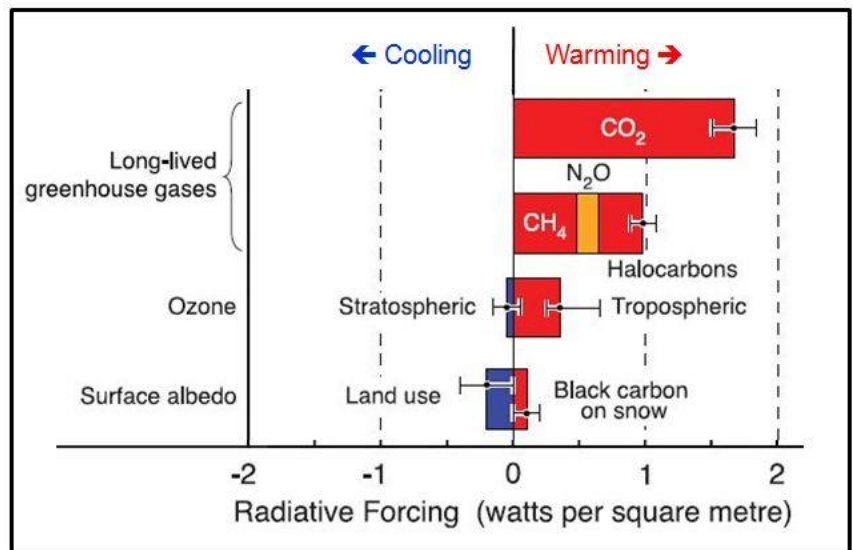 ← Cooling
Warming →
CO₂
Long-lived
greenhouse gases
N₂O
CH₄
Halocarbons
Ozone
Stratospheric
Tropospheric
Surface albedo
Land use
Black carbon
on snow
-2 -1 0 1 2
Radiative Forcing (watts per square metre)